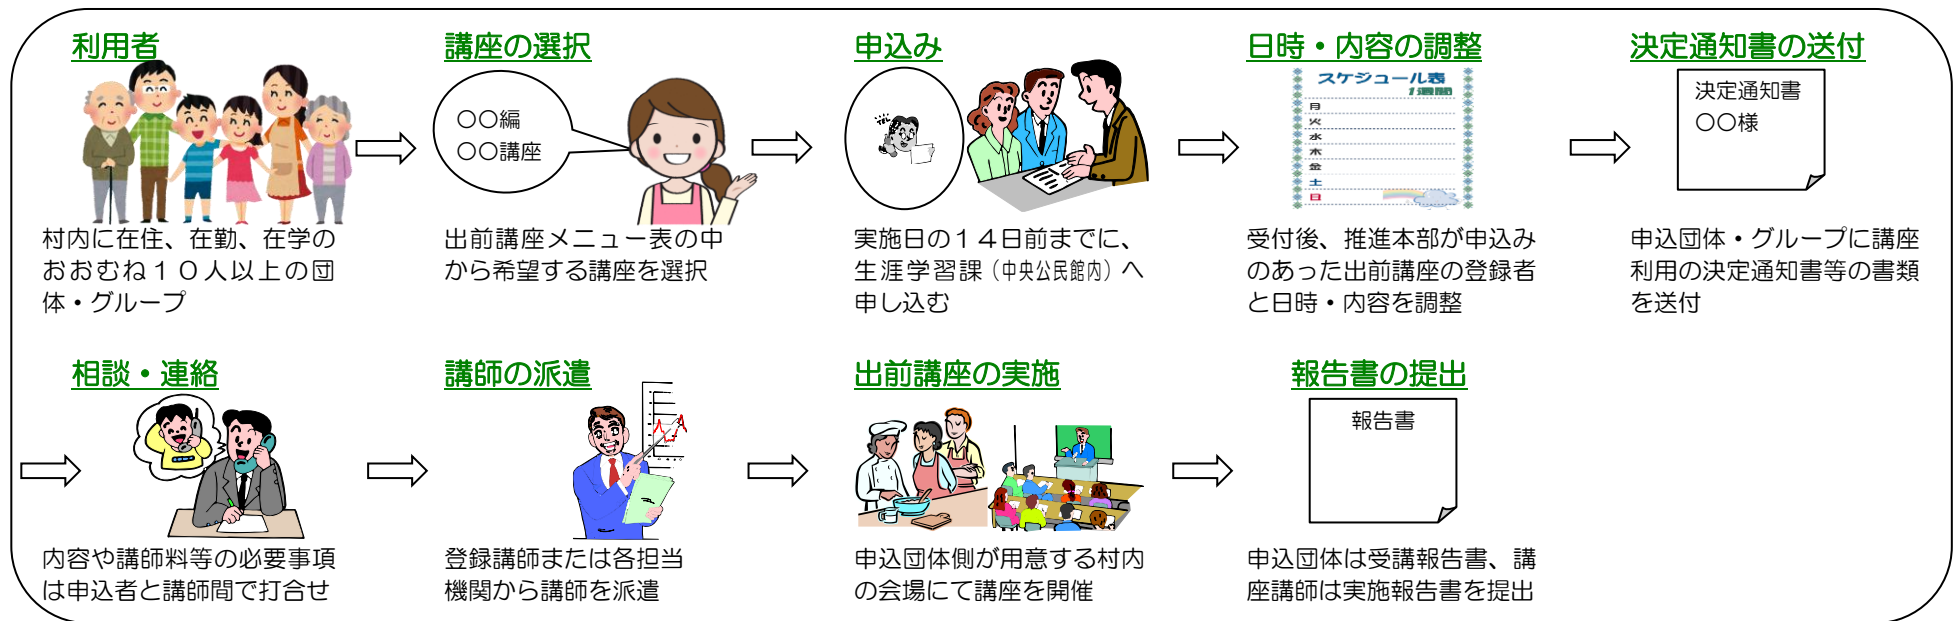 利用者
村内に在住、在勤、在学の
おおむね１０人以上の団
体・グループ
講座の選択
〇〇編
〇〇講座
出前講座メニュー表の中
から希望する講座を選択
申込み
TEL
実施日の１４日前までに、
生涯学習課（中央公民館内）へ
申し込む
日時・内容の調整
スケジュール表
1週間
月
火
水
木
金
土
日
受付後、推進本部が申込み
のあった出前講座の登録者
と日時・内容を調整
決定通知書の送付
決定通知書
〇〇様
申込団体・グループに講座
利用の決定通知書等の書類
を送付
相談・連絡
内容や講師料等の必要事項
は申込者と講師間で打合せ
講師の派遣
登録講師または各担当
機関から講師を派遣
出前講座の実施
申込団体側が用意する村内
の会場にて講座を開催
報告書の提出
報告書
申込団体は受講報告書、講
座講師は実施報告書を提出